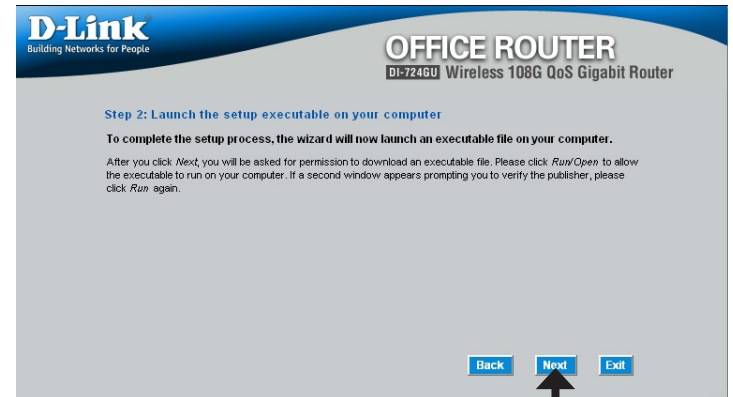 D-Link
Building Networks for People
OFFICE ROUTER
DI-724GU Wireless 108G QoS Gigabit Router
Step 2: Launch the setup executable on your computer
To complete the setup process, the wizard will now launch an executable file on your computer.
After you click Next, you will be asked for permission to download an executable file. Please click Run/Open to allow
the executable to run on your computer. If a second window appears prompting you to verify the publisher, please
click Run again.
Back Next Exit